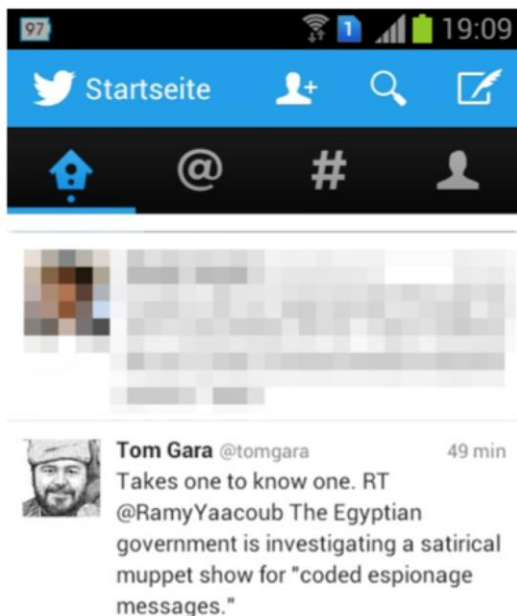 97 1 19:09
Startseite
@ #
Tom Gara @tomgara 49 min
Takes one to know one. RT
@RamyYaacoub The Egyptian
government is investigating a satirical
muppet show for "coded espionage
messages."